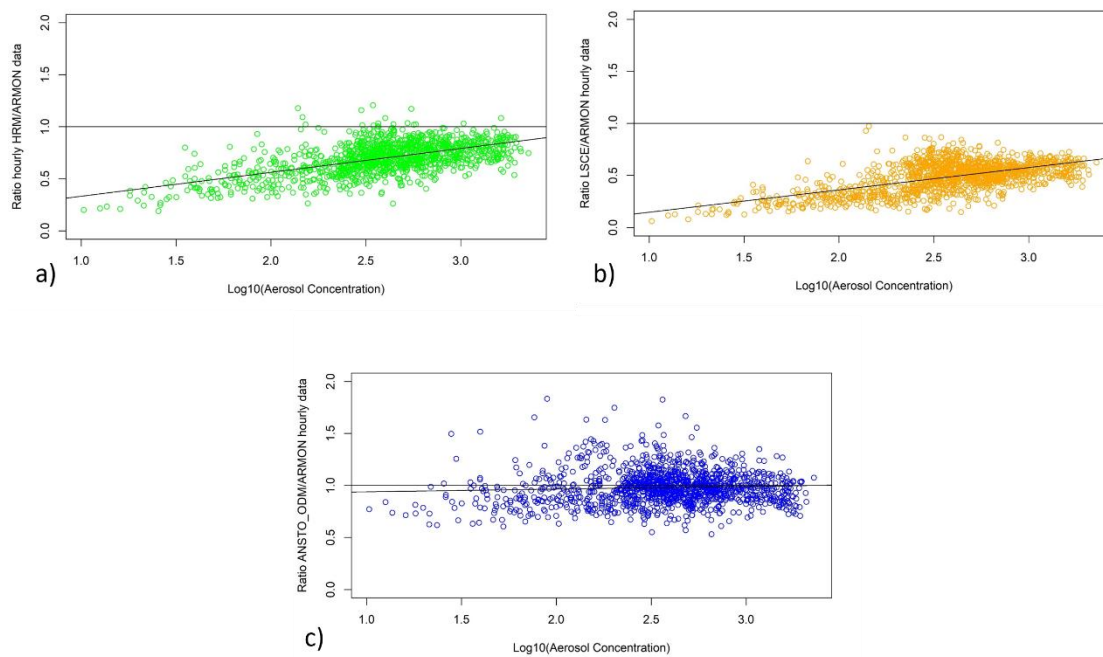 Ratio hourly HRM/ARMON data
2.0
1.5
1.0
0.5
0.0
1.0 1.5 2.0 2.5 3.0
Log10(Aerosol Concentration)
a)
Ratio LSCE/ARMON hourly data
2.0
1.5
1.0
0.5
0.0
1.0 1.5 2.0 2.5 3.0
Log10(Aerosol Concentration)
b)
Ratio ANSTO_ODM/ARMON hourly data
2.0
1.5
1.0
0.5
0.0
1.0 1.5 2.0 2.5 3.0
Log10(Aerosol Concentration)
c)